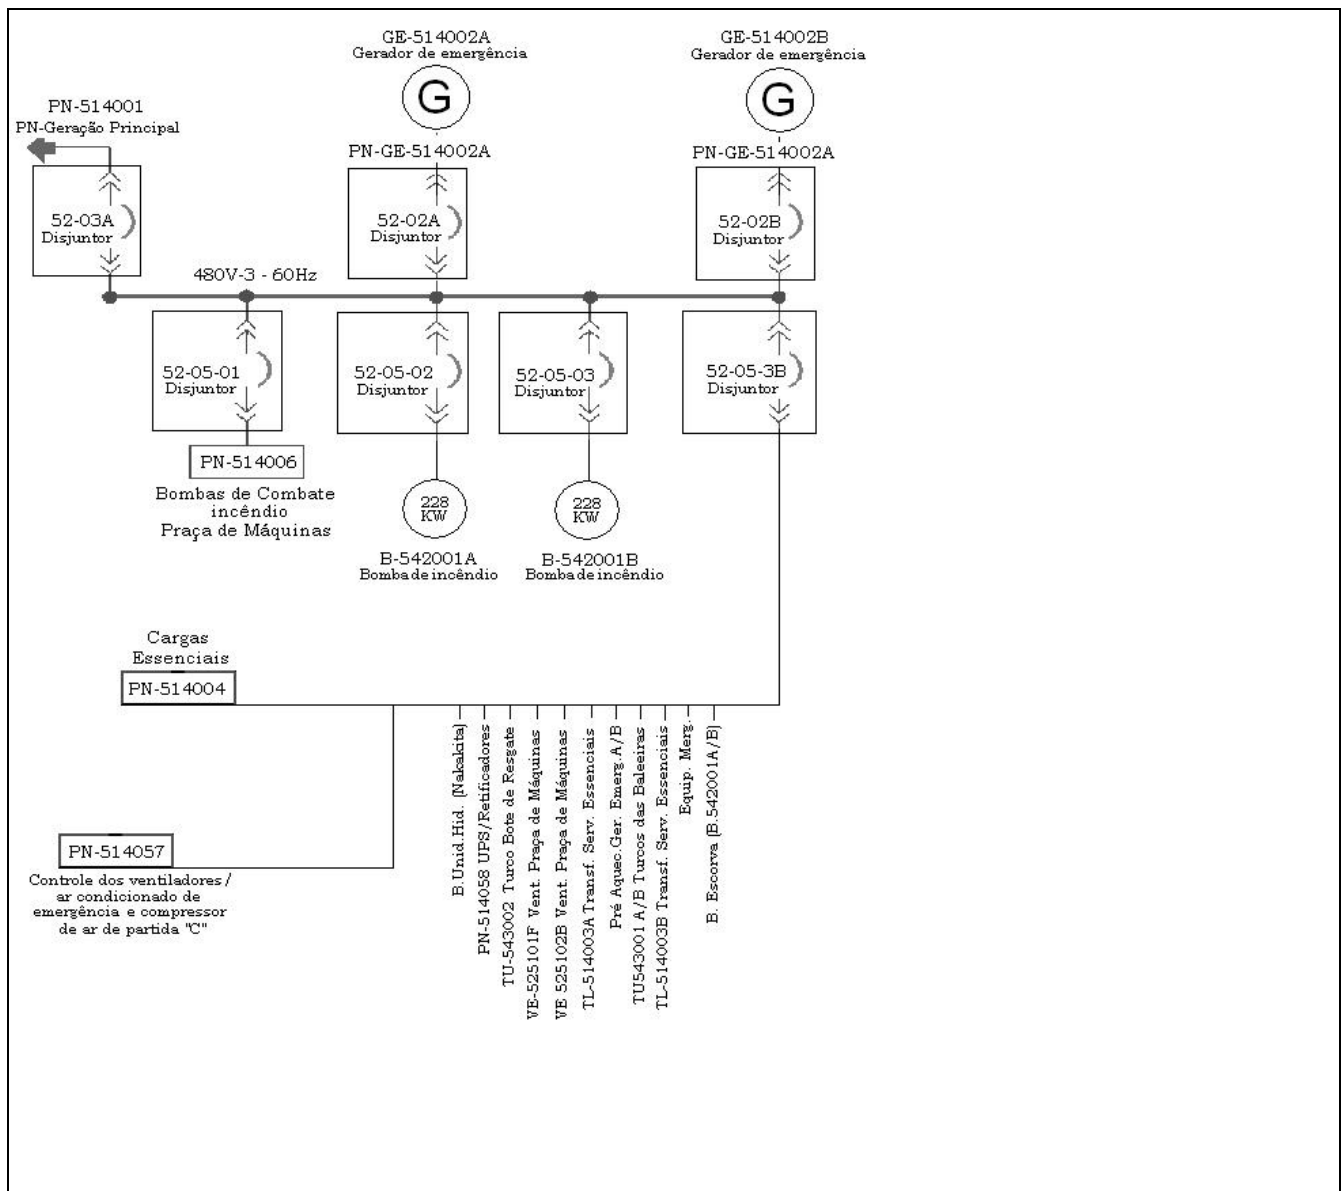 GE-514002A
Gerador de emergência
GE-514002B
Gerador de emergência
G
G
PN-514001
PN-Geração Principal
PN-GE-514002A
PN-GE-514002A
52-03A
Disjuntor
52-02A
Disjuntor
52-02B
Disjuntor
480V-3 - 60Hz
52-05-01
Disjuntor
52-05-02
Disjuntor
52-05-03
Disjuntor
52-05-3B
Disjuntor
PN-514006
Bombas de Combate
incêndio
Praça de Máquinas
228
KW
B-542001A
Bomba de incêndio
228
KW
B-542001B
Bomba de incêndio
Cargas
Essenciais
PN-514004
PN-514057
Controle dos ventiladores/
ar condicionado de
emergência e compressor
de ar de partida "C"
B.Unid.Hid. (Nakakita)
PN-514058 UPS/Retificadores
TU-543002 Turco Bote de Resgate
VE-525101F Vent. Praça de Máquinas
VE 525102B Vent. Praça de Máquinas
TL-514003A Transf. Serv. Essenciais
Pré Aquec.Ger. Emerg.A/B
TU543001 A/B Turcos das Baleeiras
TL-514003B Transf. Serv. Essenciais
Equip. Merg.
B. Escorva (B.542001A/B)